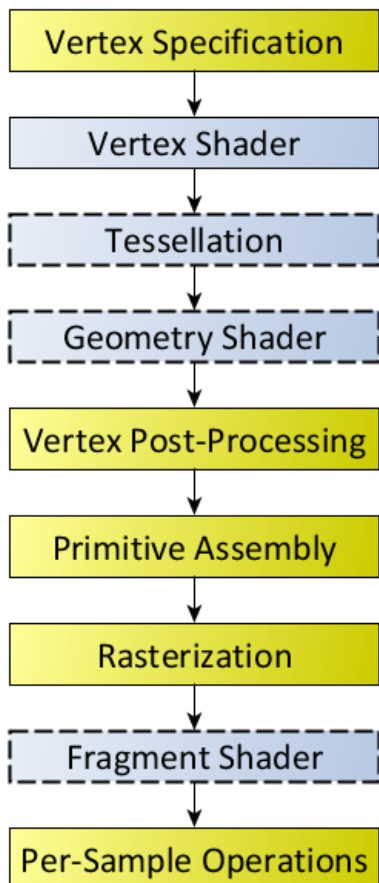 Vertex Specification
Vertex Shader
Tessellation
Geometry Shader
Vertex Post-Processing
Primitive Assembly
Rasterization
Fragment Shader
Per-Sample Operations